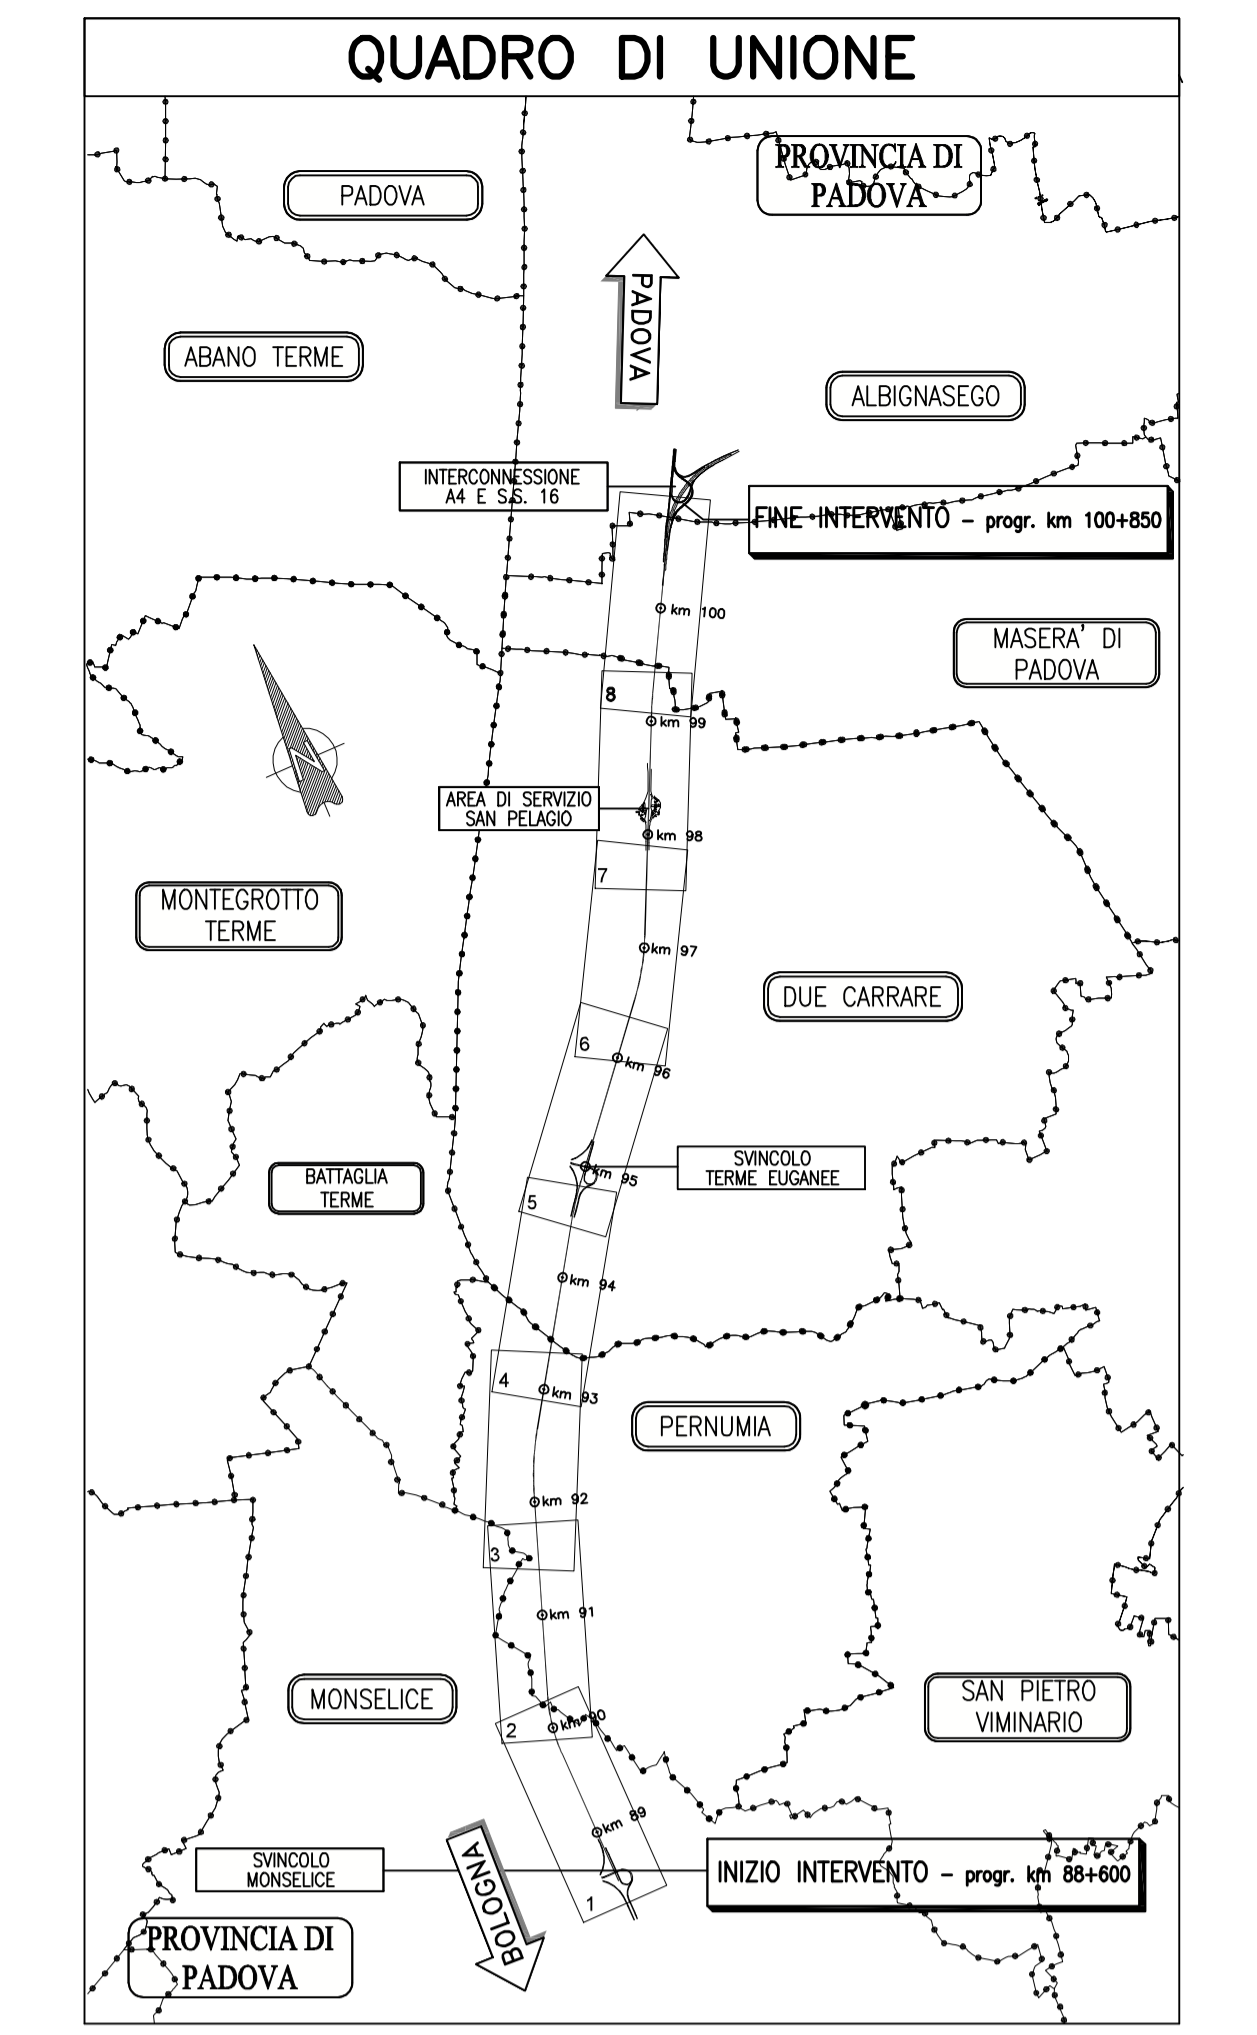 QUADRO DI UNIONE
PROVINCIA DI
PADOVA
PADOVA
PADOVA
ABANO TERME
ALBIGNASEGO
INTERCONNESSIONE
A4 E S.S. 16
FINE INTERVENTO – progr. km 100+850
km 100
MASERA' DI
PADOVA
8
km 99
N
AREA DI SERVIZIO
SAN PELAGIO
km 98
7
MONTEGROTTO
TERME
km 97
DUE CARRARE
6
km 96
SVINCOLO
TERME EUGANEE
km 95
BATTAGLIA
TERME
5
km 94
4
km 93
PERNUMIA
km 92
3
km 91
MONSELICE
SAN PIETRO
VIMINARIO
2
km 90
km 89
SVINCOLO
MONSELICE
BOLOGNA
INIZIO INTERVENTO – progr. km 88+600
1
PROVINCIA DI
PADOVA